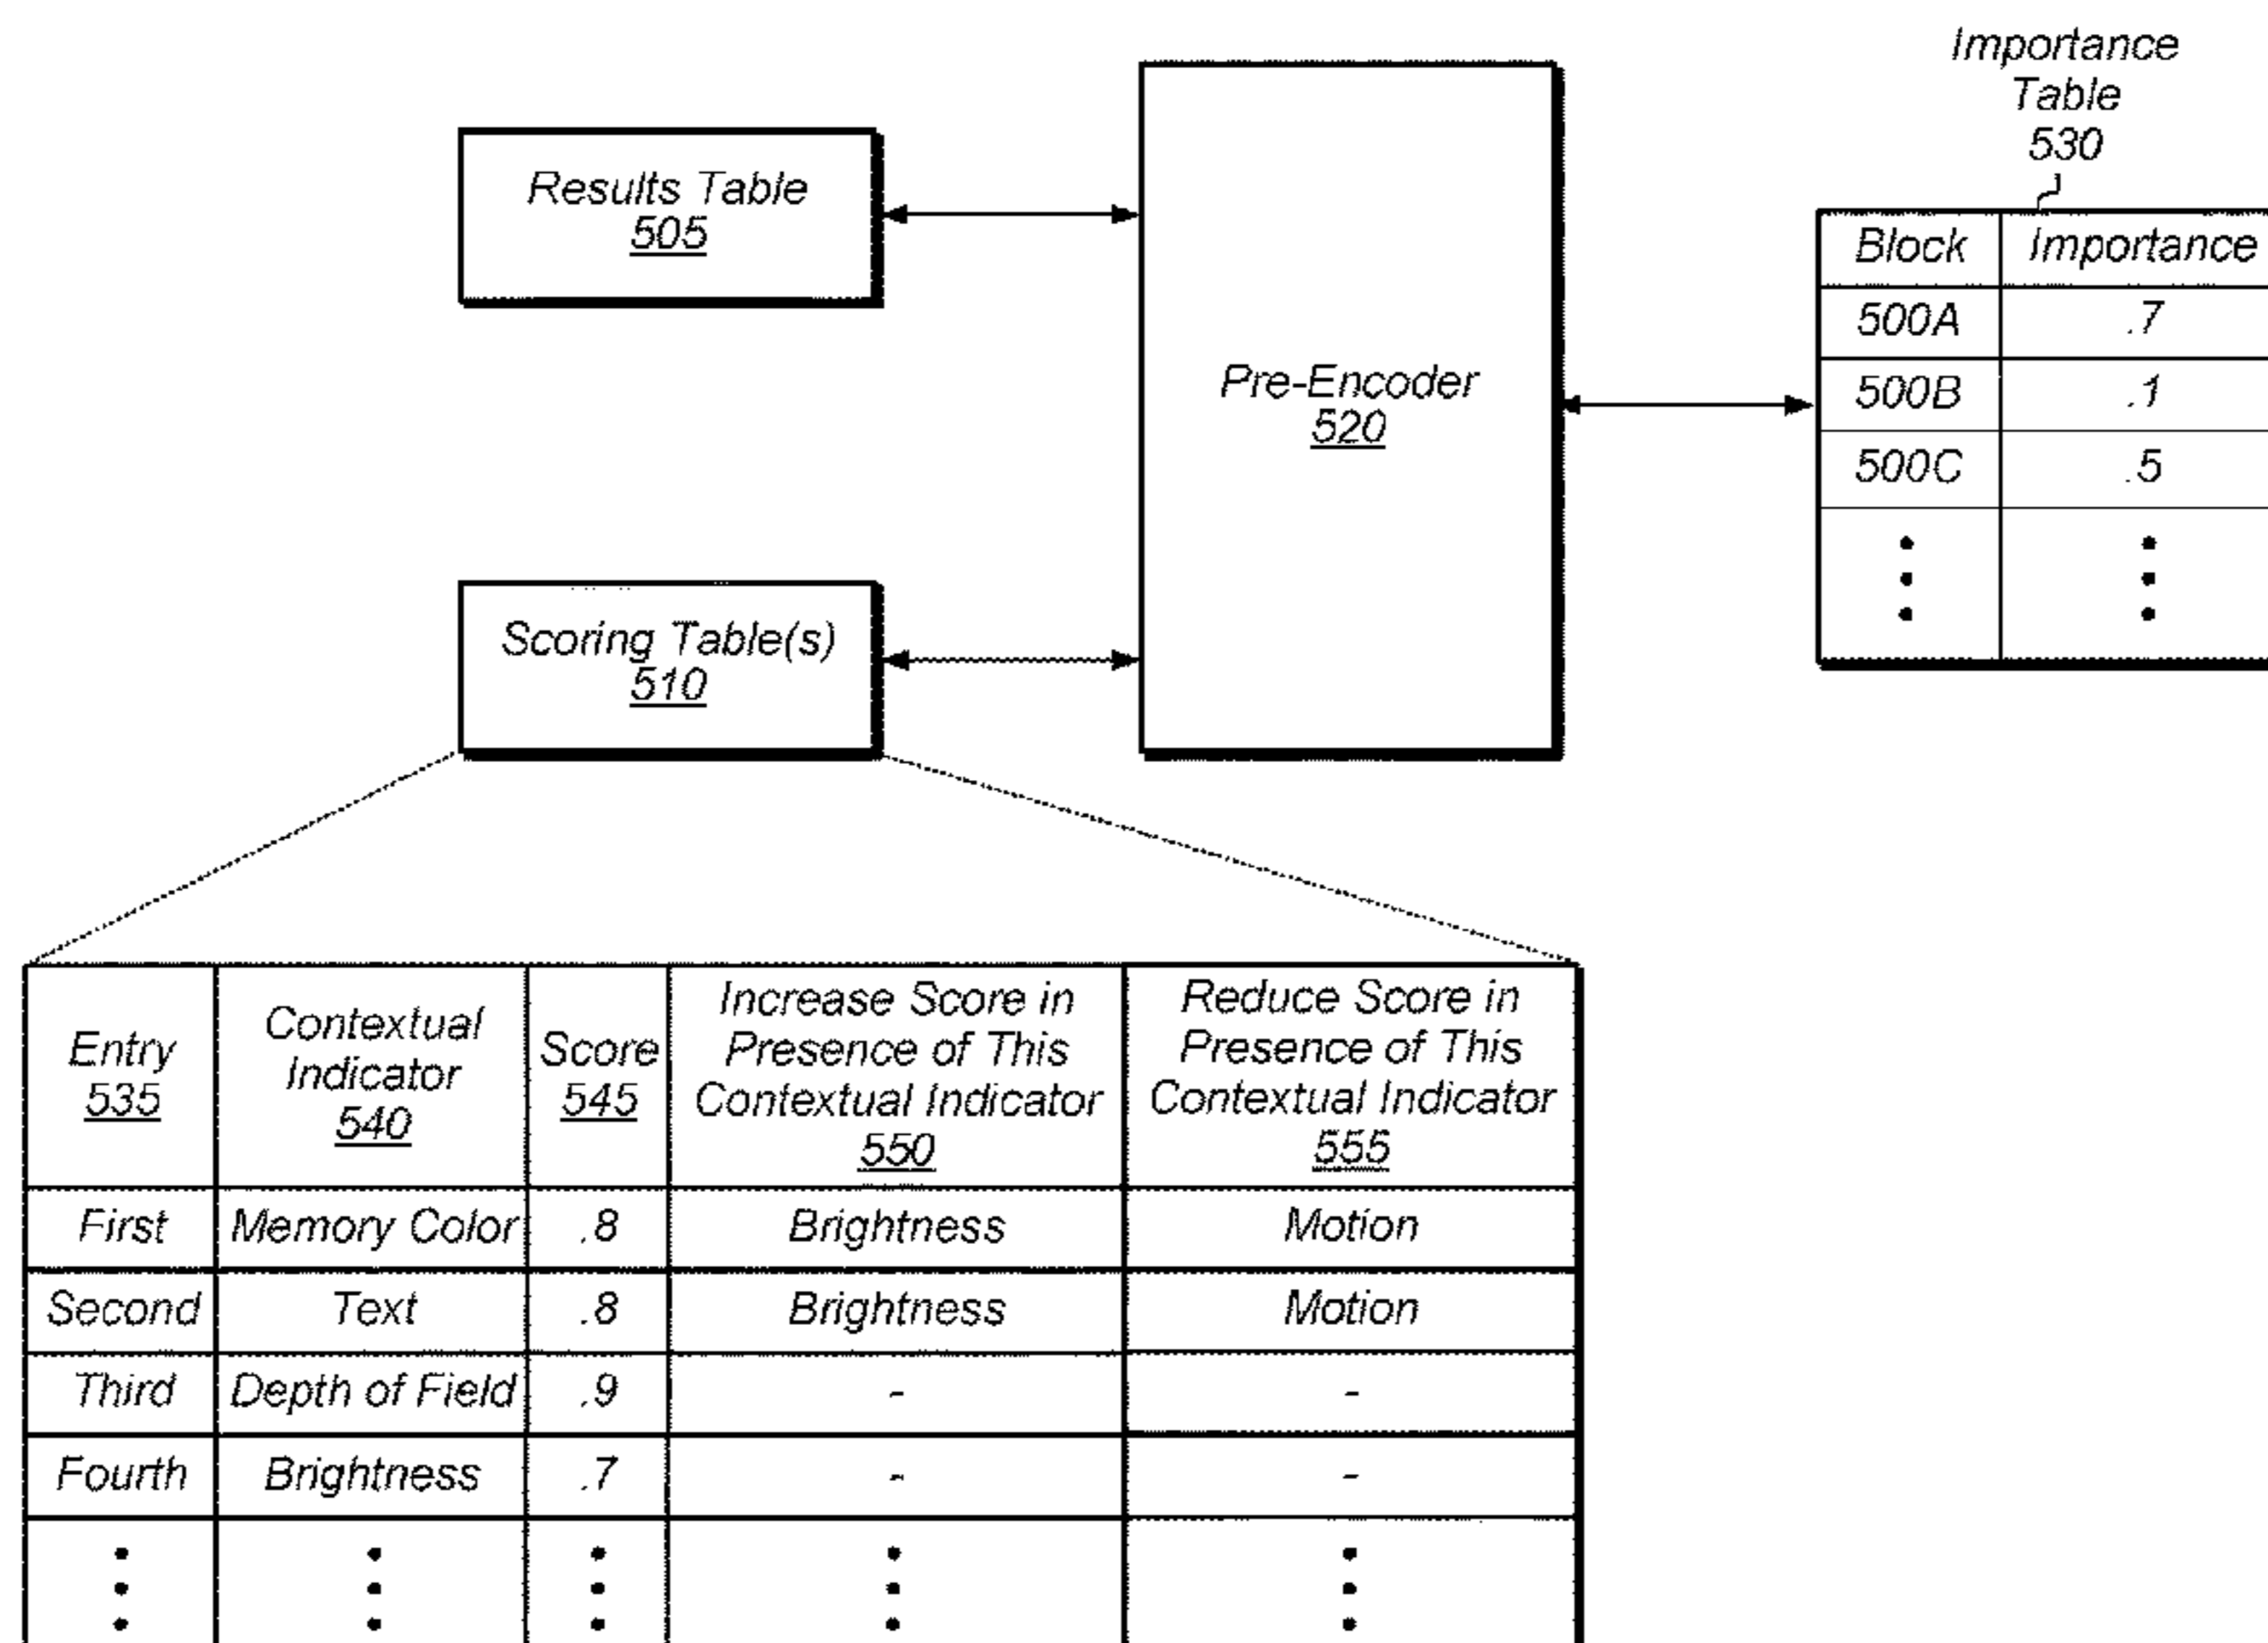 Importance
Table
530
Results Table
505
Block Importance
500A .7
500B .1
500C .5
Pre-Encoder
520
Scoring Table(s)
510
Entry
535
Contextual
Indicator
540
Score
545
Increase Score in
Presence of This
Contextual Indicator
550
Reduce Score in
Presence of This
Contextual Indicator
555
First Memory Color .8 Brightness Motion
Second Text .8 Brightness Motion
Third Depth of Field .9 - -
Fourth Brightness .7 - -